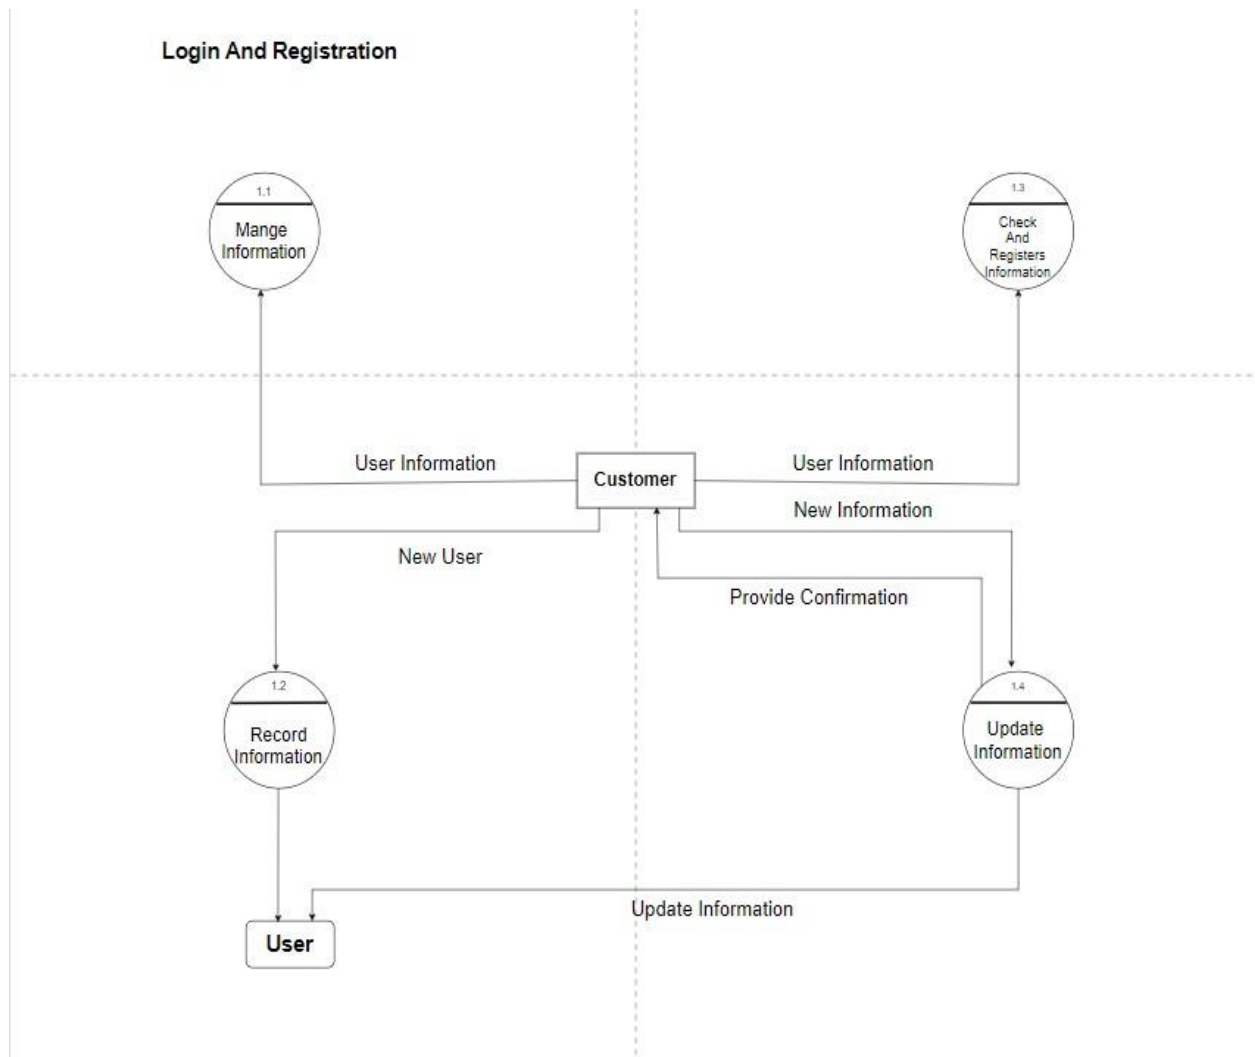 Login And Registration
1.1
Mange
Information
1.3
Check
And
Registers
Information
User Information
Customer
User Information
New Information
New User
Provide Confirmation
1.2
Record
Information
1.4
Update
Information
Update Information
User